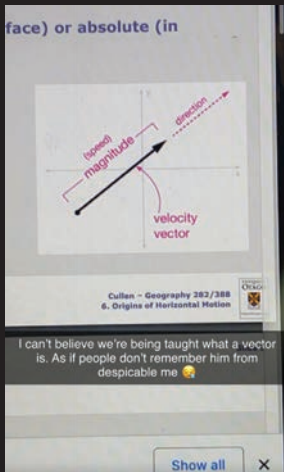 face) or absolute (in
direction
(speed)
magnitude
velocity
vector
Cullen - Geography 282/388
6. Origins of Horizontal Motion
OTAGO
I can't believe we're being taught what a vector
is. As if people don't remember him from
despicable me 😪
Show all X